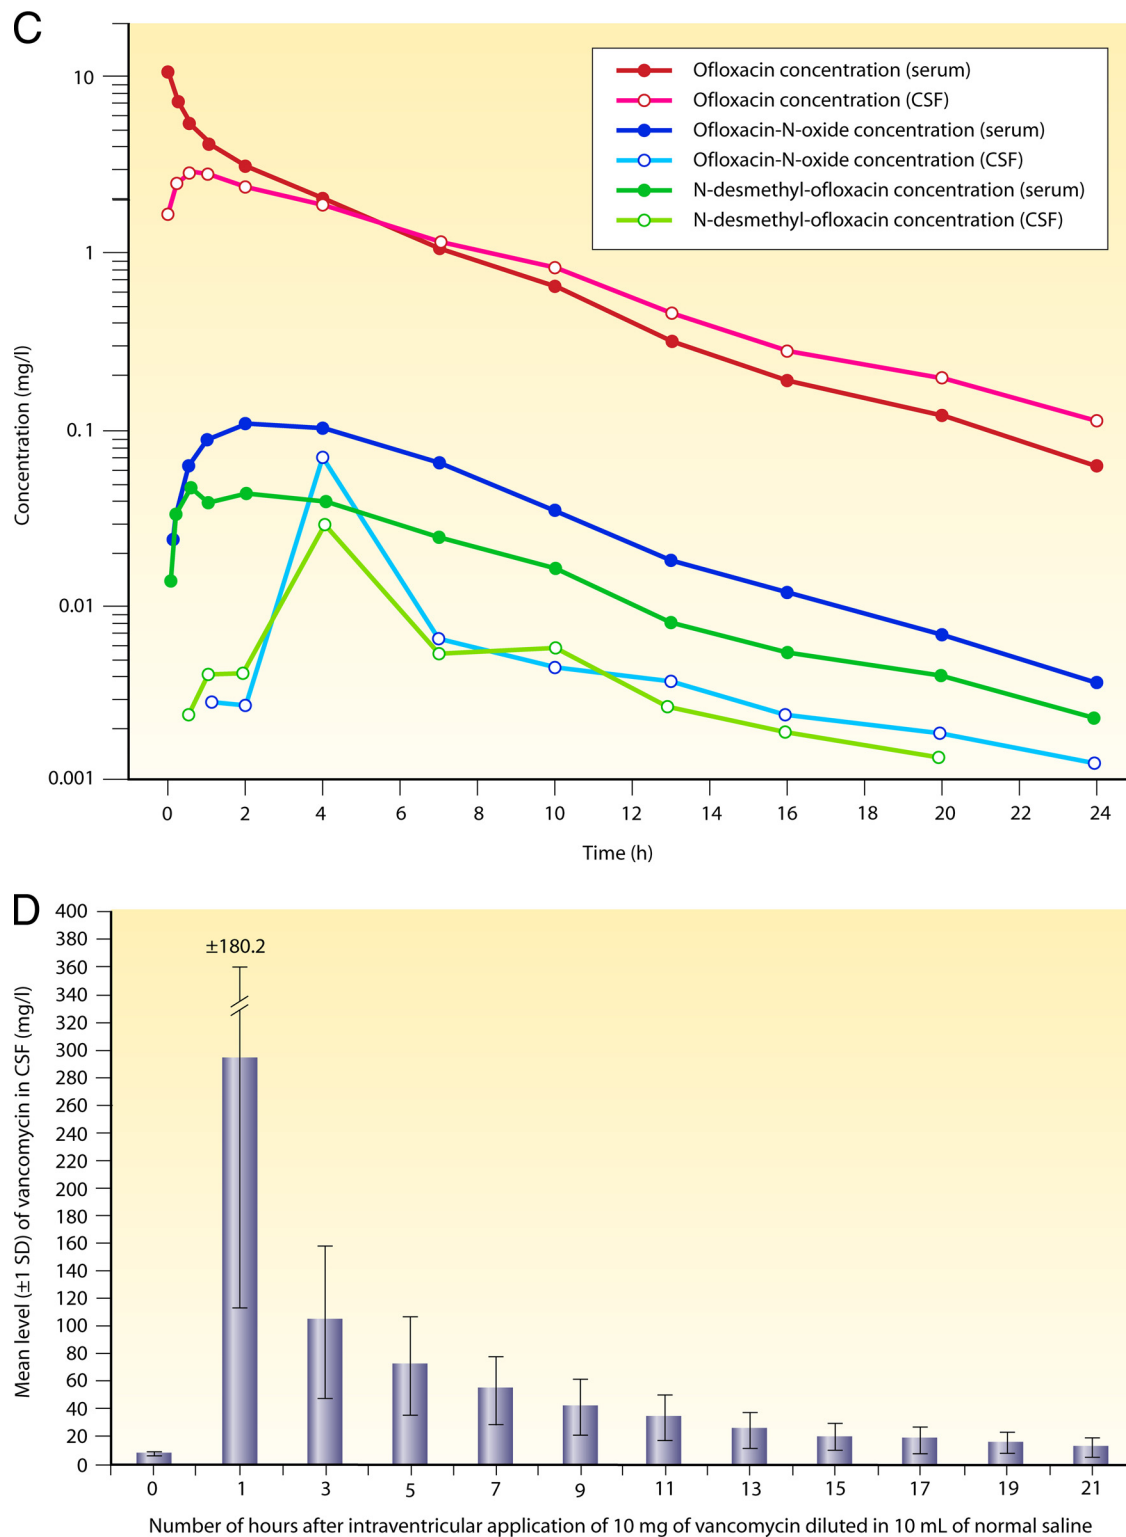 C
10
1
0.1
0.01
0.001
Concentration (mg/l)
Ofloxacin concentration (serum)
Ofloxacin concentration (CSF)
Ofloxacin-N-oxide concentration (serum)
Ofloxacin-N-oxide concentration (CSF)
N-desmethyl-ofloxacin concentration (serum)
N-desmethyl-ofloxacin concentration (CSF)
0 2 4 6 8 10 12 14 16 18 20 22 24
Time (h)
D
400
380
360
340
320
300
280
260
240
220
200
180
160
140
120
100
80
60
40
20
0
Mean level (±1 SD) of vancomycin in CSF (mg/l)
±180.2
0 1 3 5 7 9 11 13 15 17 19 21
Number of hours after intraventricular application of 10 mg of vancomycin diluted in 10 mL of normal saline